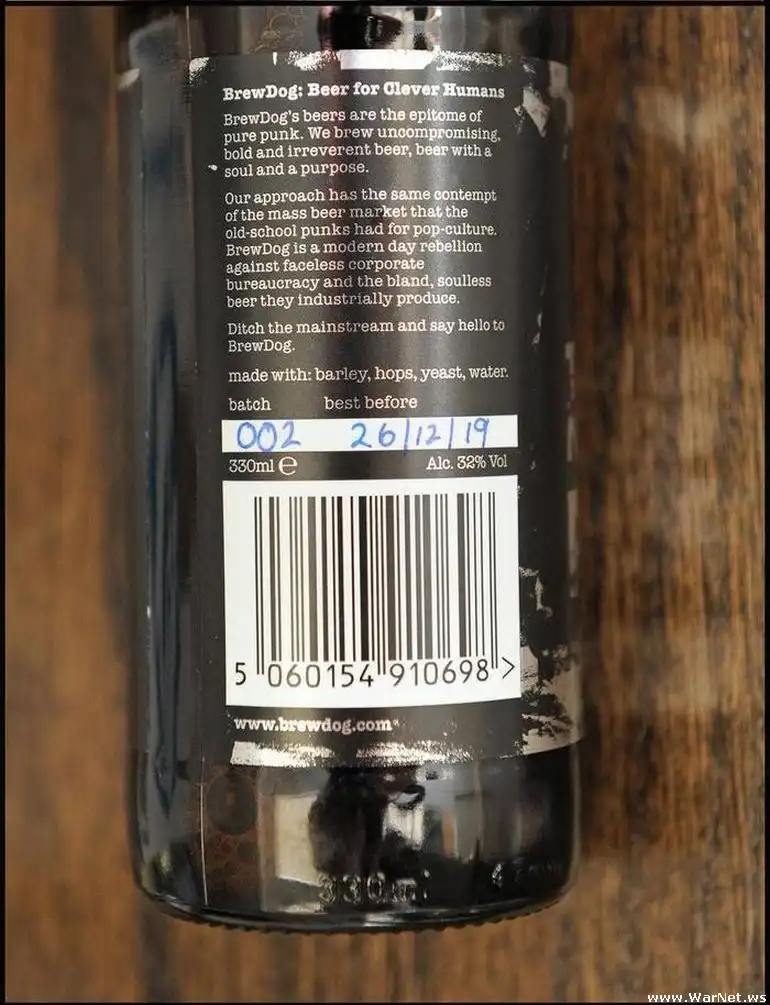 BrewDog: Beer for Clever Humans
BrewDog's beers are the epitome of
pure punk. We brew uncompromising,
bold and irreverent beer, beer with a
soul and a purpose.
Our approach has the same contempt
of the mass beer market that the
old-school punks had for pop-culture.
BrewDog is a modern day rebellion
against faceless corporate
bureaucracy and the bland, soulless
beer they industrially produce.
Ditch the mainstream and say hello to
BrewDog.
made with: barley, hops, yeast, water.
batch best before
002 26/12/19
330ml e Alc. 32% Vol
5 060154 910698 >
www.brewdog.com
330ml
www.WarNet.ws